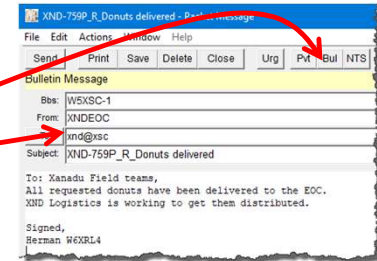 XND-759P_R_Donuts delivered - Packet Message
File Edit Actions Window Help
Send Print Save Delete Close Urg Pvt Bul NTS
Bulletin Message
Bbs: W5XSC-1
From: XNDEOC
xnd@xsc
Subject: XND-759P_R_Donuts delivered
To: Xanadu Field teams,
All requested donuts have been delivered to the EOC.
XND Logistics is working to get them distributed.
Signed,
Herman W6XRL4